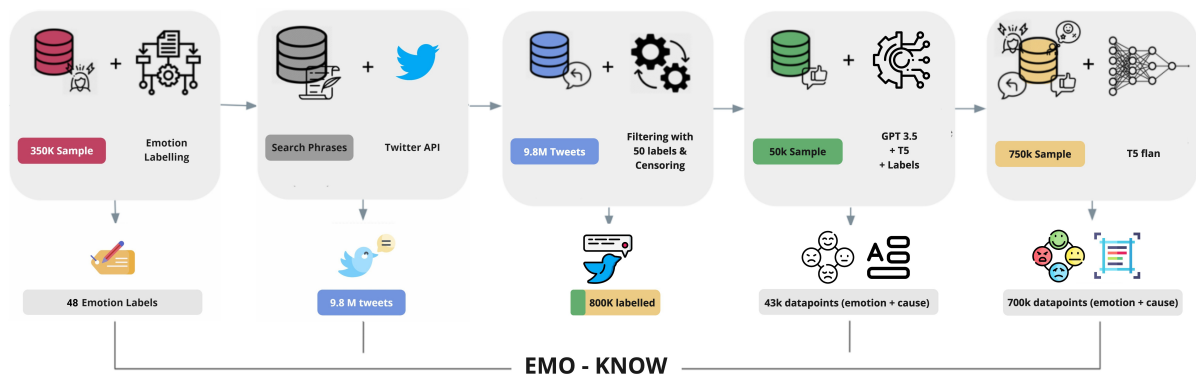 350K Sample
+
Emotion
Labelling
Search Phrases
+
Twitter API
9.8M Tweets
+
Filtering with
50 labels &
Censoring
50k Sample
+
GPT 3.5
+ T5
+ Labels
750k Sample
+
T5 flan
48 Emotion Labels
9.8 M tweets
800K labelled
A
43k datapoints (emotion + cause)
700k datapoints (emotion + cause)
EMO - KNOW